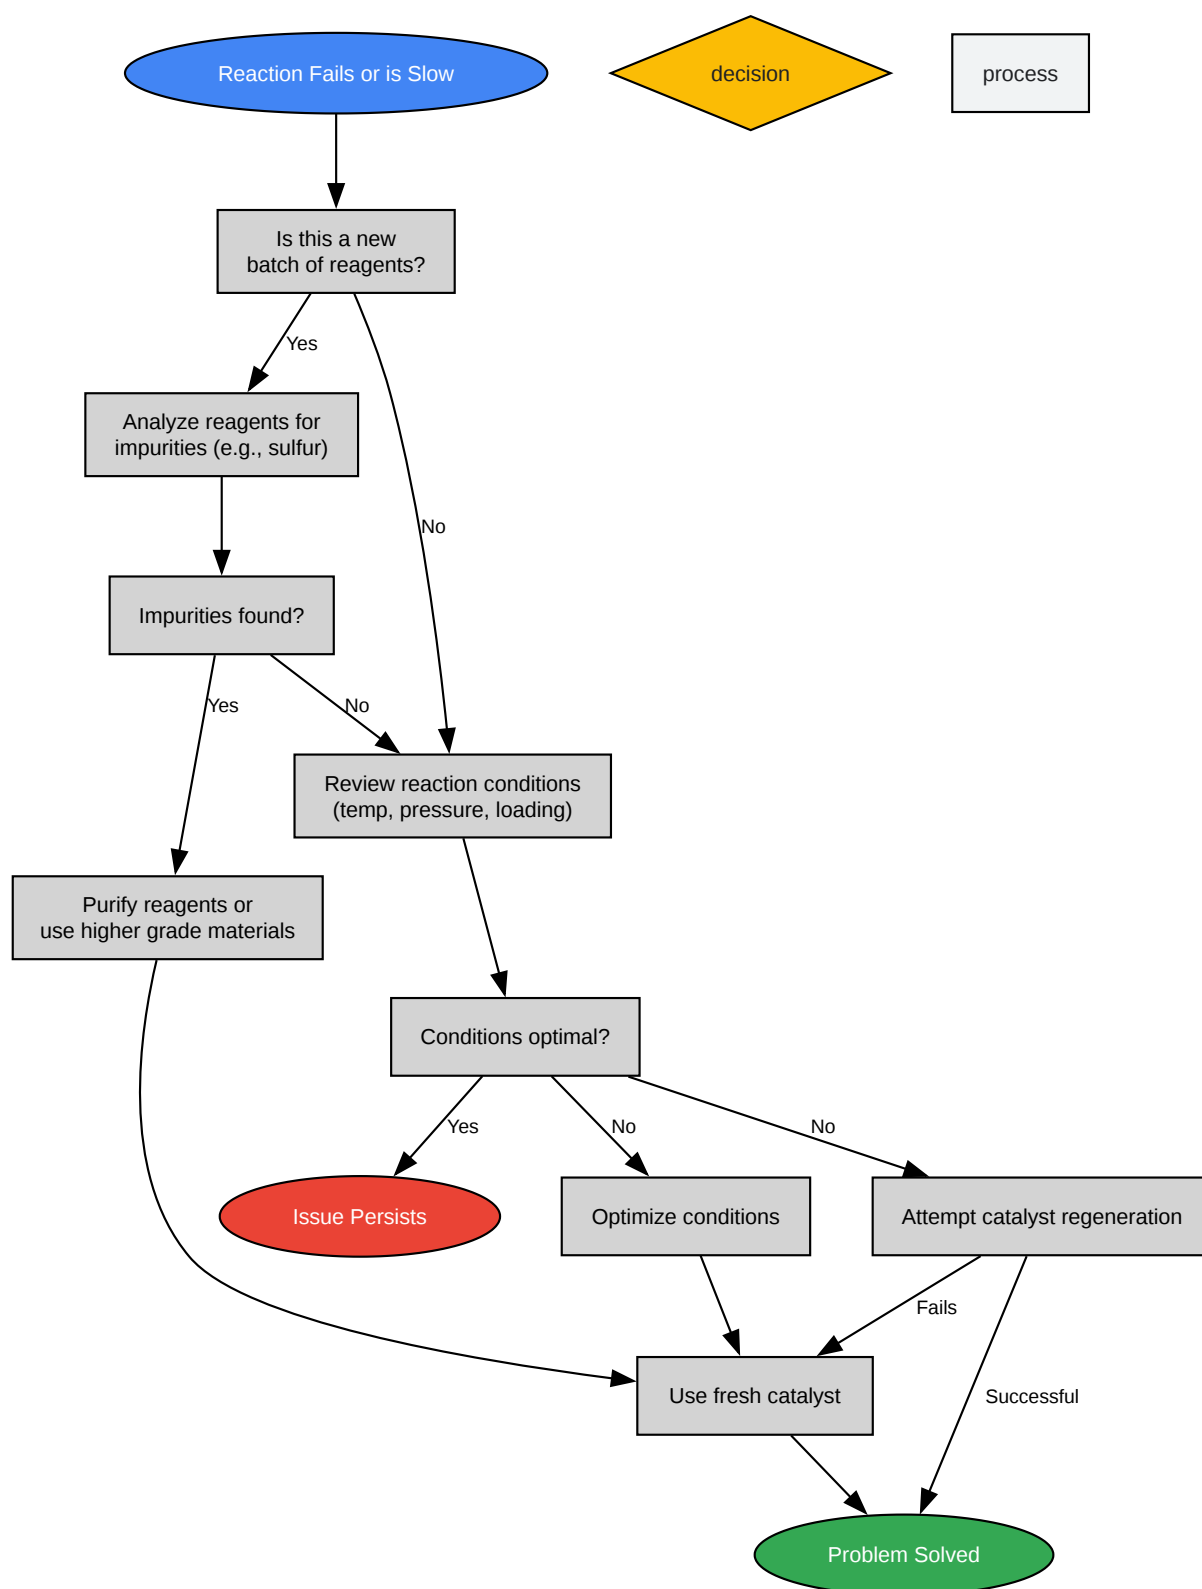 Reaction Fails or is Slow
decision
process
Is this a new
batch of reagents?
Yes
Analyze reagents for
impurities (e.g., sulfur)
No
Impurities found?
Yes
No
Review reaction conditions
(temp, pressure, loading)
Purify reagents or
use higher grade materials
Conditions optimal?
Yes
No
No
Issue Persists
Optimize conditions
Attempt catalyst regeneration
Fails
Use fresh catalyst
Successful
Problem Solved